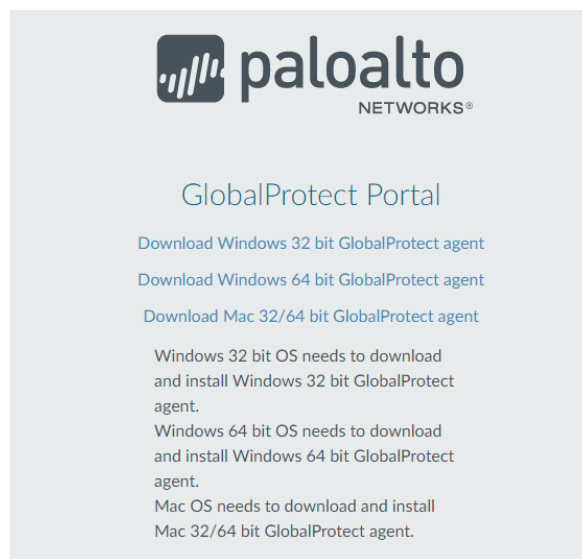 paloalto
NETWORKS®
GlobalProtect Portal
Download Windows 32 bit GlobalProtect agent
Download Windows 64 bit GlobalProtect agent
Download Mac 32/64 bit GlobalProtect agent
Windows 32 bit OS needs to download
and install Windows 32 bit GlobalProtect
agent.
Windows 64 bit OS needs to download
and install Windows 64 bit GlobalProtect
agent.
Mac OS needs to download and install
Mac 32/64 bit GlobalProtect agent.